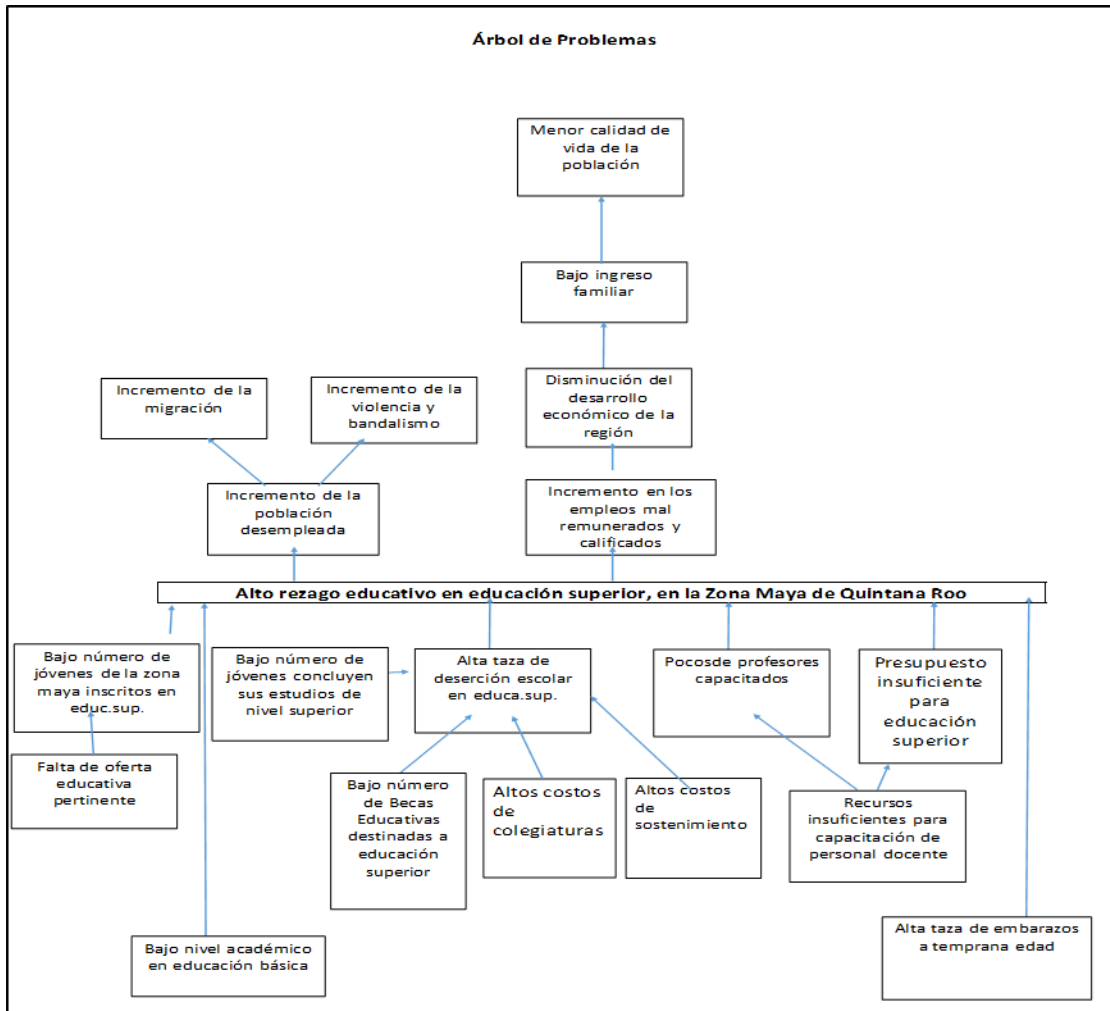 Árbol de Problemas
Menor calidad de
vida de la
población
Bajo ingreso
familiar
Incremento de la
migración
Incremento de la
violencia y
bandalismo
Disminución del
desarrollo
económico de la
región
Incremento de la
población
desempleada
Incremento en los
empleos mal
remunerados y
calificados
Alto rezago educativo en educación superior, en la Zona Maya de Quintana Roo
Bajo número de
jóvenes de la zona
maya inscritos en
educ.sup.
Bajo número de
jóvenes concluyen
sus estudios de
nivel superior
Alta taza de
deserción escolar
en educa.sup.
Pocosde profesores
capacitados
Presupuesto
insuficiente
para
educación
superior
Falta de oferta
educativa
pertinente
Bajo número
de Becas
Educativas
destinadas a
educación
superior
Altos costos
de
colegiaturas
Altos costos
de
sostenimiento
Recursos
insuficientes para
capacitación de
personal docente
Bajo nivel académico
en educación básica
Alta taza de embarazos
a temprana edad